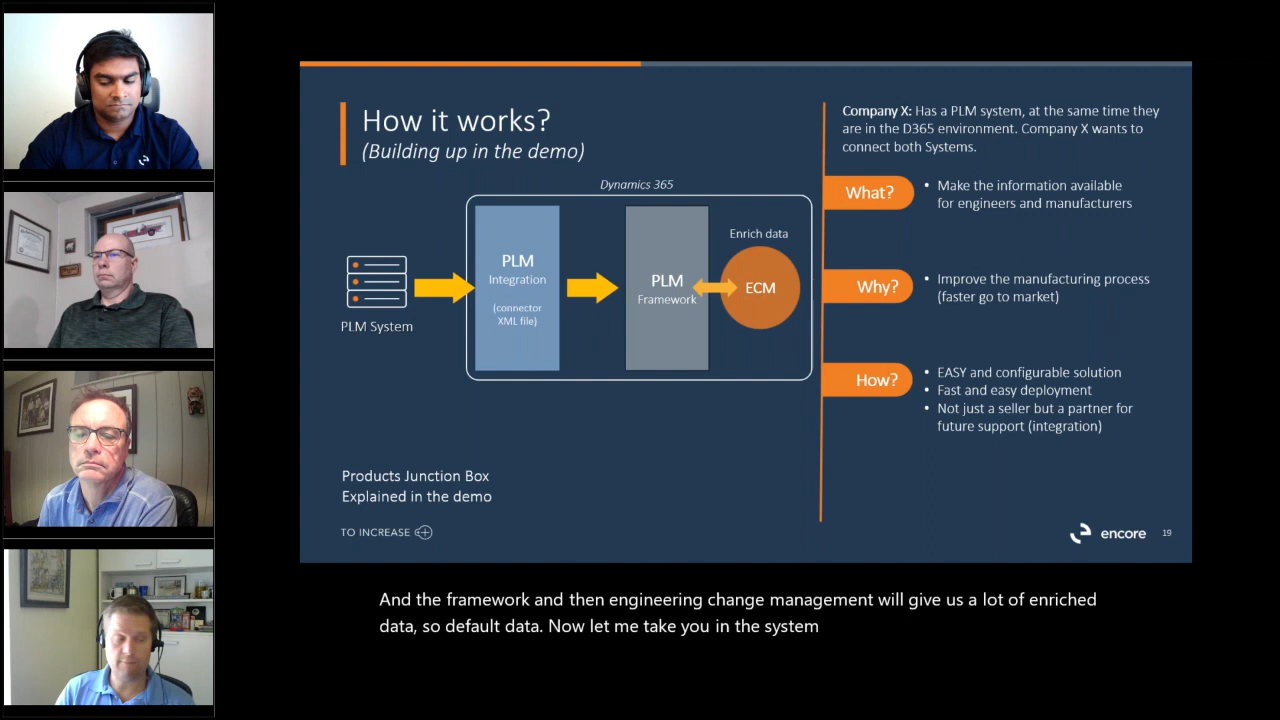 How it works?
(Building up in the demo)
Dynamics 365
PLM System
PLM
Integration
(connector
XML file)
PLM
Framework
Enrich data
ECM
Products Junction Box
Explained in the demo
TO INCREASE
Company X: Has a PLM system, at the same time they
are in the D365 environment. Company X wants to
connect both Systems.
What?
• Make the information available
for engineers and manufacturers
Why?
• Improve the manufacturing process
(faster go to market)
How?
• EASY and configurable solution
• Fast and easy deployment
• Not just a seller but a partner for
future support (integration)
encore
19
And the framework and then engineering change management will give us a lot of enriched
data, so default data. Now let me take you in the system